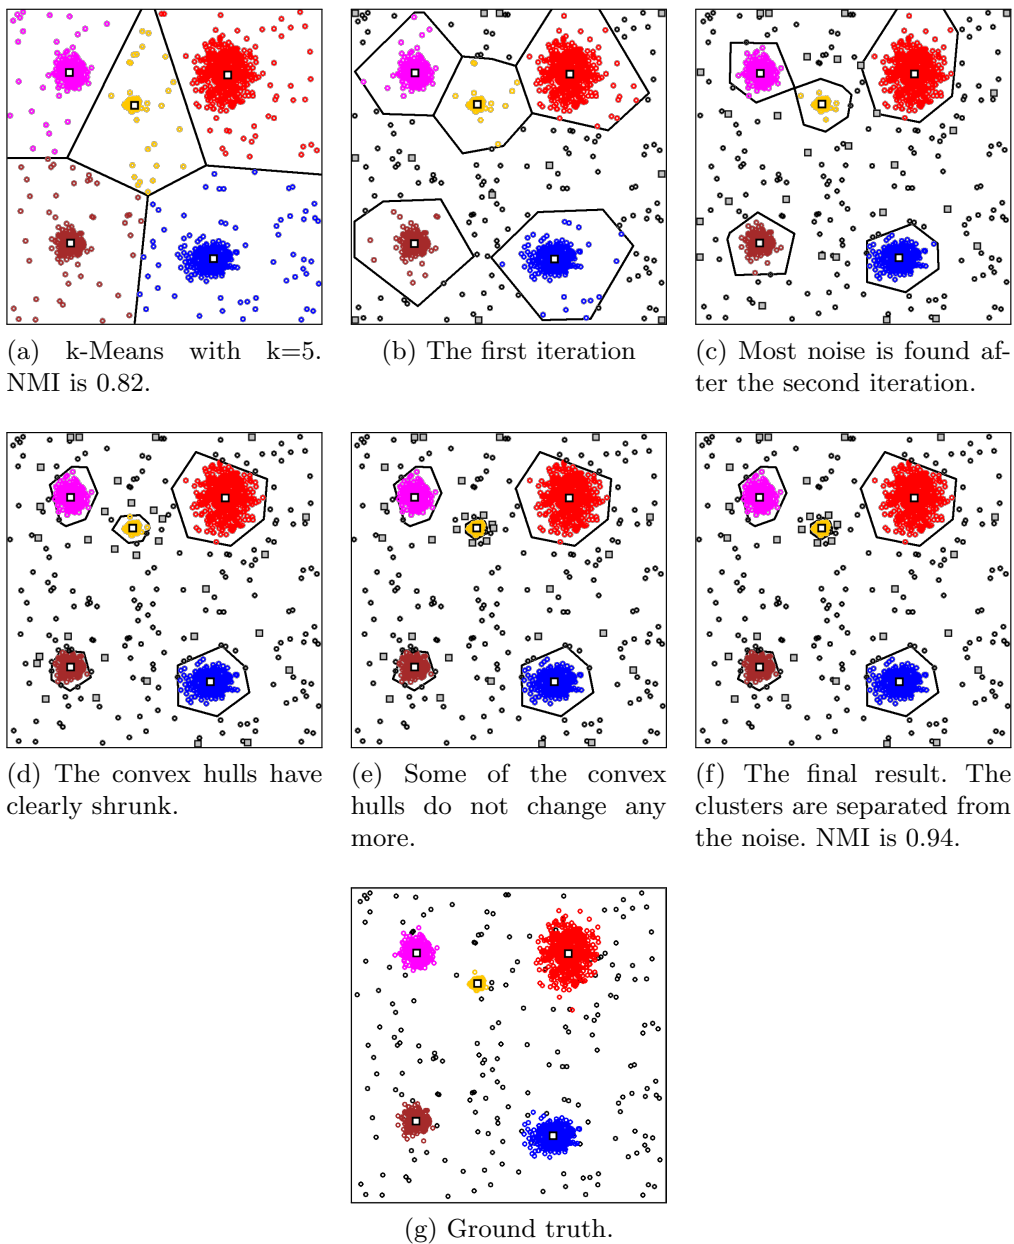 (a) k-Means with k=5.
NMI is 0.82.
(b) The first iteration
(c) Most noise is found af-
ter the second iteration.
(d) The convex hulls have
clearly shrunk.
(e) Some of the convex
hulls do not change any
more.
(f) The final result. The
clusters are separated from
the noise. NMI is 0.94.
(g) Ground truth.